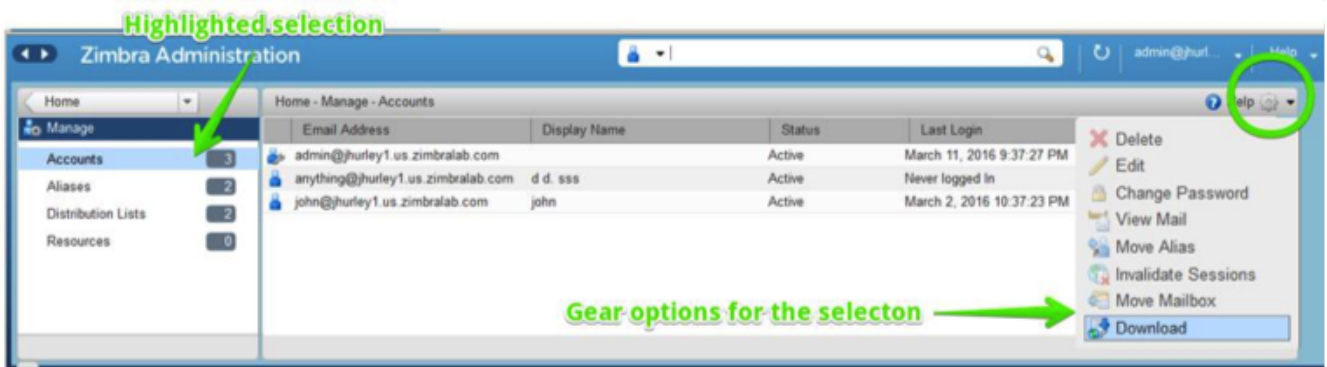 Highlighted selection
Zimbra Administration
admin@jhurl...
Help
Home
Home - Manage - Accounts
Help
Manage
Email Address Display Name Status Last Login
Accounts 3
admin@jhurley1.us.zimbralab.com Active March 11, 2016 9:37:27 PM
anything@jhurley1.us.zimbralab.com d d. sss Active Never logged In
Aliases 2
john@jhurley1.us.zimbralab.com john Active March 2, 2016 10:37:23 PM
Distribution Lists 2
Resources 0
Delete
Edit
Change Password
View Mail
Move Alias
Invalidate Sessions
Move Mailbox
Download
Gear options for the selecton